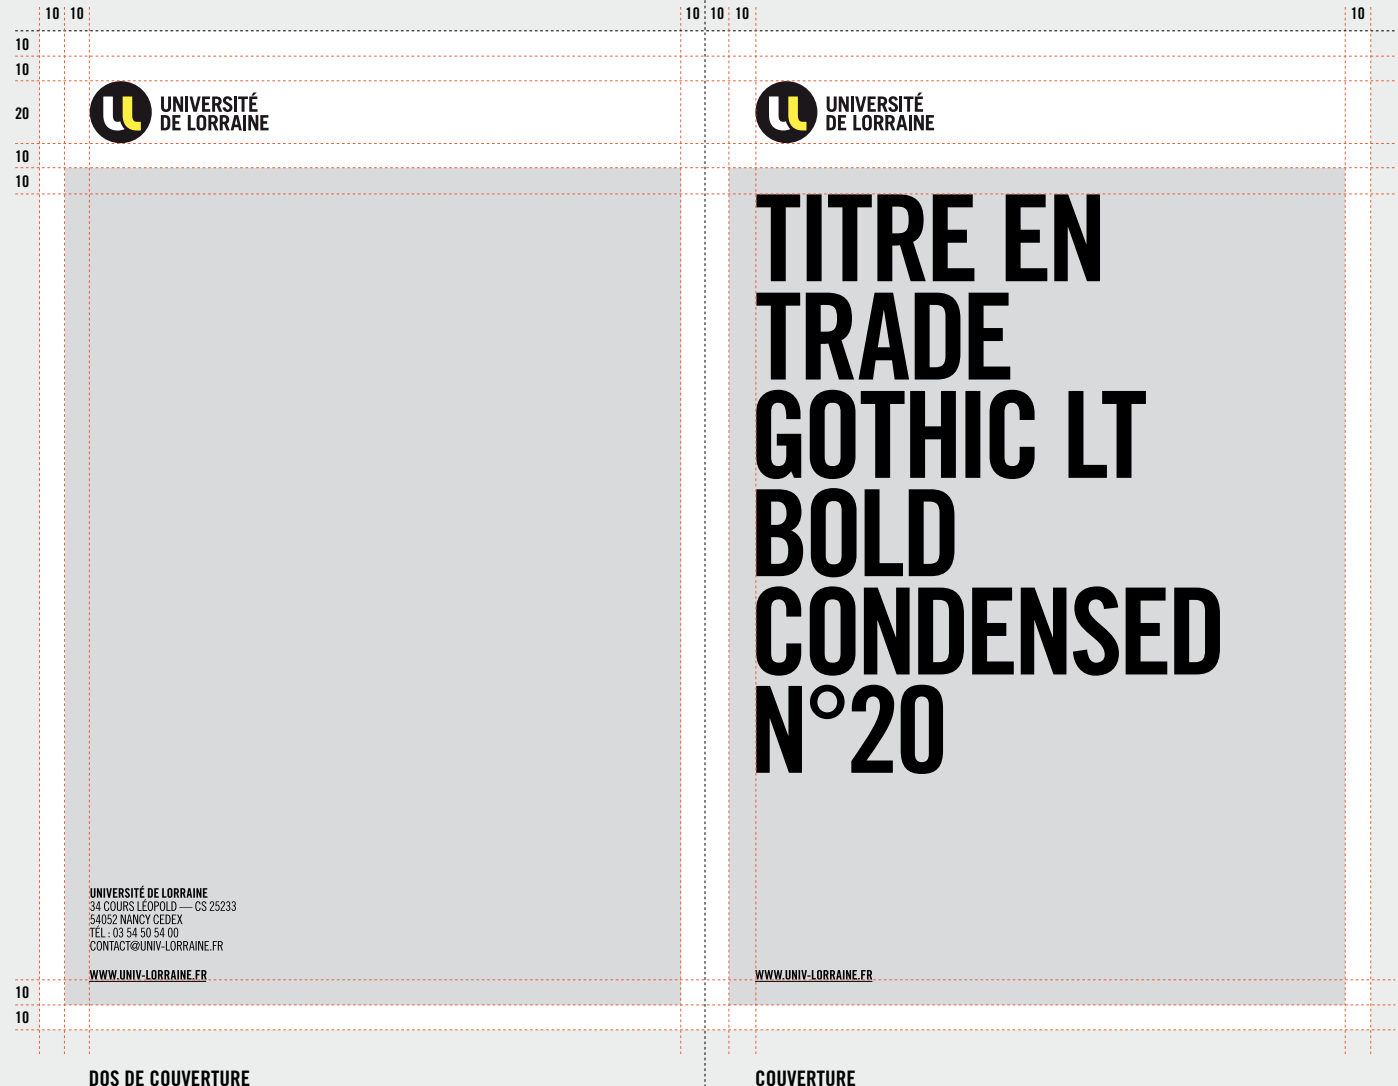 10 10 10 10 10 10
10
10
20
10
10
UNIVERSITÉ
DE LORRAINE
UNIVERSITÉ DE LORRAINE
34 COURS LÉOPOLD — CS 25233
54052 NANCY CEDEX
TÉL : 03 54 50 54 00
CONTACT@UNIV-LORRAINE.FR
WWW.UNIV-LORRAINE.FR
10
10
DOS DE COUVERTURE
UNIVERSITÉ
DE LORRAINE
TITRE EN
TRADE
GOTHIC LT
BOLD
CONDENSED
N°20
WWW.UNIV-LORRAINE.FR
COUVERTURE